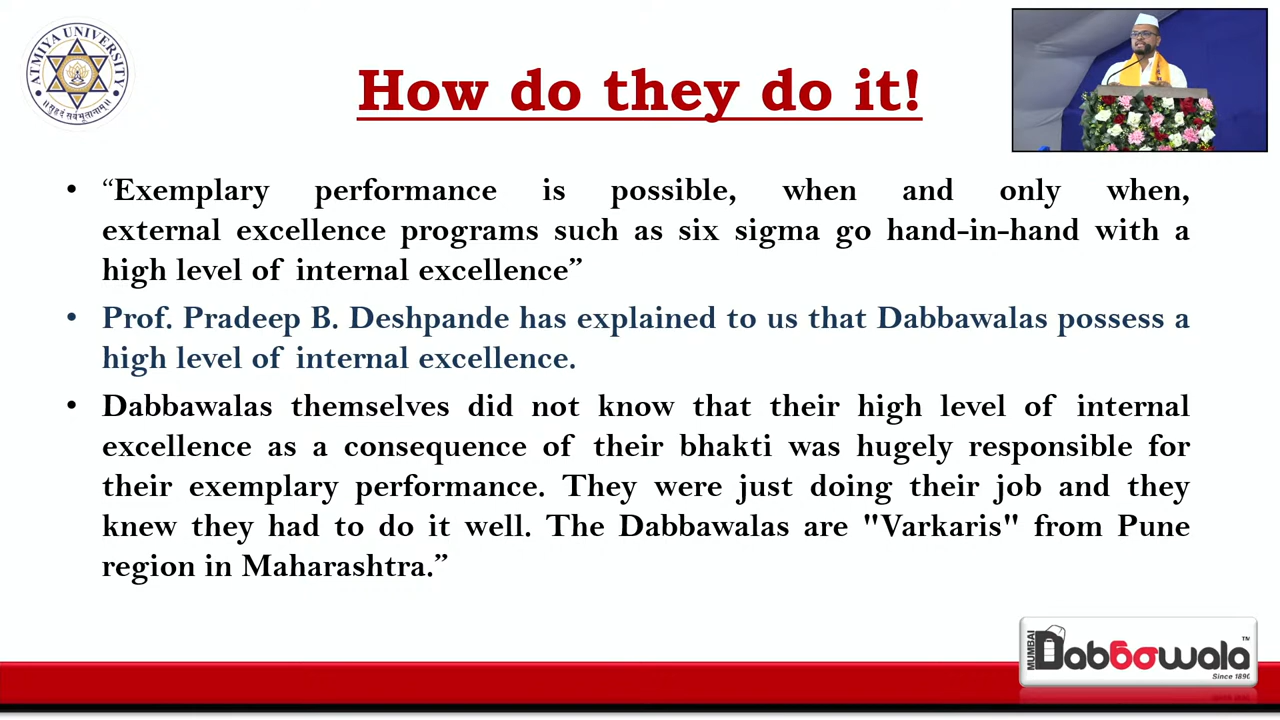 ATMIYA UNIVERSITY
॥सुहृदं सर्वभूतानाम्॥
How do they do it!
• “Exemplary performance is possible, when and only when,
external excellence programs such as six sigma go hand-in-hand with a
high level of internal excellence”
• Prof. Pradeep B. Deshpande has explained to us that Dabbawalas possess a
high level of internal excellence.
• Dabbawalas themselves did not know that their high level of internal
excellence as a consequence of their bhakti was hugely responsible for
their exemplary performance. They were just doing their job and they
knew they had to do it well. The Dabbawalas are "Varkaris" from Pune
region in Maharashtra.”
MUMBAI
Dabbawala
TM
Since 1890